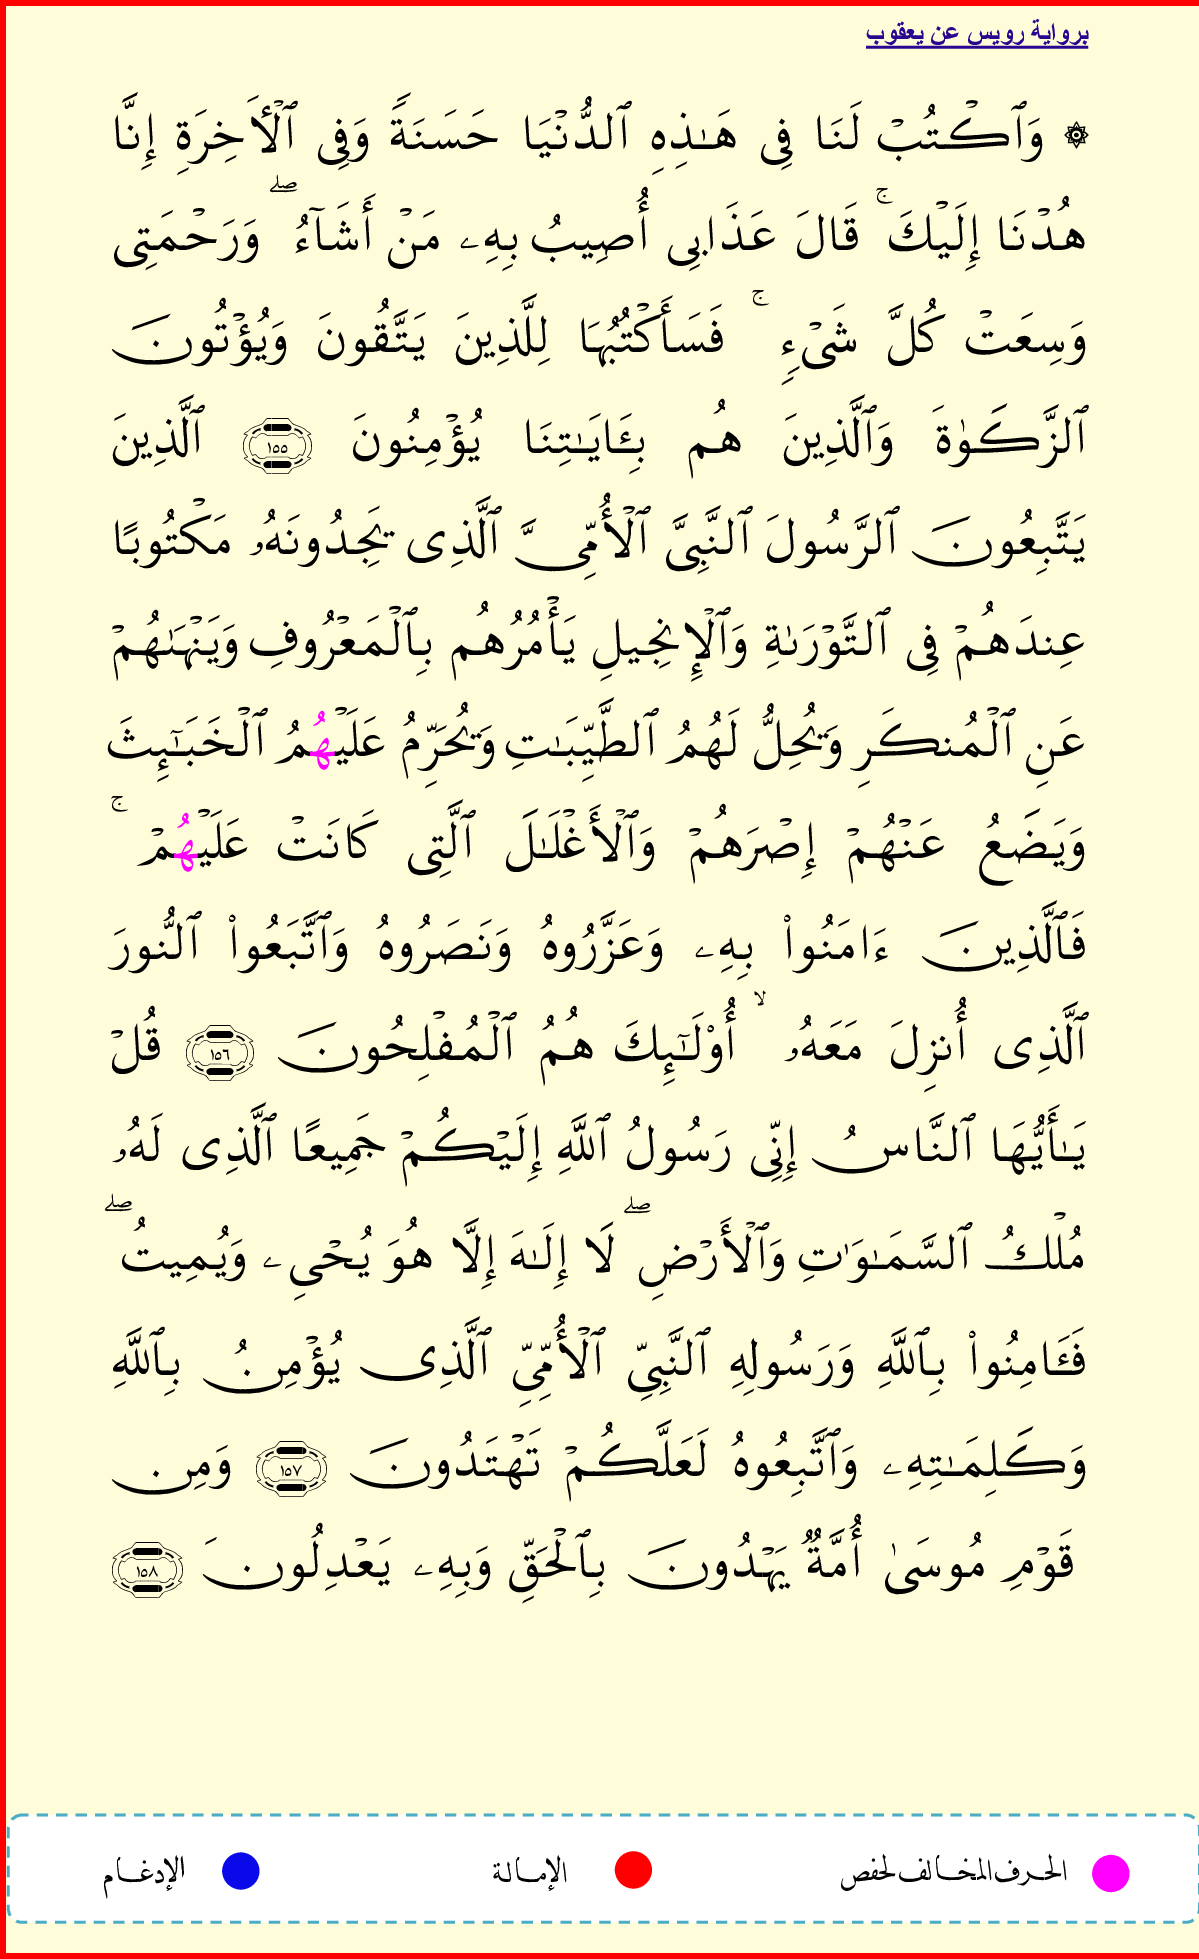 برواية رويس عن يعقوب
۞ وَٱكۡتُبۡ لَنَا فِي هَٰذِهِ ٱلدُّنۡيَا حَسَنَةٗ وَفِي ٱلۡأَخِرَةِ إِنَّا
هُدۡنَا إِلَيۡكَۚ قَالَ عَذَابِي أُصِيبُ بِهِۦ مَنۡ أَشَآءُۖ وَرَحۡمَتِي
وَسِعَتۡ كُلَّ شَيۡءٖۚ فَسَأَكۡتُبُهَا لِلَّذِينَ يَتَّقُونَ وَيُؤۡتُونَ
ٱلزَّكَوٰةَ وَٱلَّذِينَ هُم بِـَٔايَٰتِنَا يُؤۡمِنُونَ ١٥٥ ٱلَّذِينَ
يَتَّبِعُونَ ٱلرَّسُولَ ٱلنَّبِيَّ ٱلۡأُمِّيَّ ٱلَّذِي يَجِدُونَهُۥ مَكۡتُوبًا
عِندَهُمۡ فِي ٱلتَّوۡرَىٰةِ وَٱلۡإِنجِيلِ يَأۡمُرُهُم بِٱلۡمَعۡرُوفِ وَيَنۡهَىٰهُمۡ
عَنِ ٱلۡمُنكَرِ وَيُحِلُّ لَهُمُ ٱلطَّيِّبَٰتِ وَيُحَرِّمُ عَلَيۡهُمُ ٱلۡخَبَٰٓئِثَ
وَيَضَعُ عَنۡهُمۡ إِصۡرَهُمۡ وَٱلۡأَغۡلَٰلَ ٱلَّتِي كَانَتۡ عَلَيۡهُمۡۚ
فَٱلَّذِينَ ءَامَنُواْ بِهِۦ وَعَزَّرُوهُ وَنَصَرُوهُ وَٱتَّبَعُواْ ٱلنُّورَ
ٱلَّذِي أُنزِلَ مَعَهُۥۙ أُوْلَٰٓئِكَ هُمُ ٱلۡمُفۡلِحُونَ ١٥٦ قُلۡ
يَٰأَيُّهَا ٱلنَّاسُ إِنِّي رَسُولُ ٱللَّهِ إِلَيۡكُمۡ جَمِيعًا ٱلَّذِي لَهُۥ
مُلۡكُ ٱلسَّمَٰوَٰتِ وَٱلۡأَرۡضِۖ لَا إِلَٰهَ إِلَّا هُوَ يُحۡيِۦ وَيُمِيتُۖ
فَـَٔامِنُواْ بِٱللَّهِ وَرَسُولِهِ ٱلنَّبِيِّ ٱلۡأُمِّيِّ ٱلَّذِي يُؤۡمِنُ بِٱللَّهِ
وَكَلِمَٰتِهِۦ وَٱتَّبِعُوهُ لَعَلَّكُمۡ تَهۡتَدُونَ ١٥٧ وَمِن
قَوۡمِ مُوسَىٰ أُمَّةٞ يَهۡدُونَ بِٱلۡحَقِّ وَبِهِۦ يَعۡدِلُونَ ١٥٨
الحرف المخالف لحفص الإمالة الإدغام